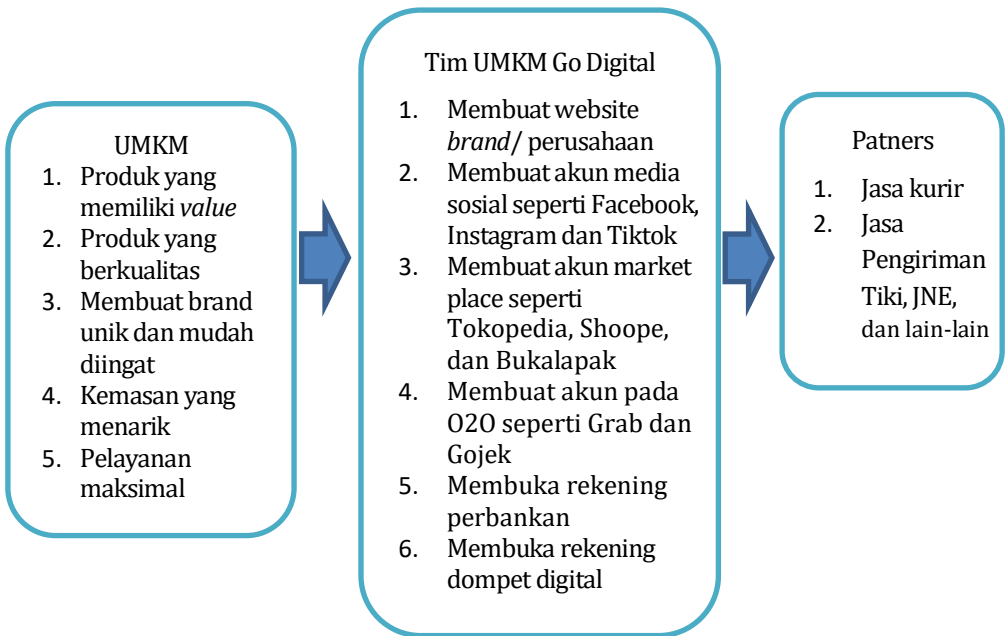 UMKM
1. Produk yang
memiliki value
2. Produk yang
berkualitas
3. Membuat brand
unik dan mudah
diingat
4. Kemasan yang
menarik
5. Pelayanan
maksimal
Tim UMKM Go Digital
1. Membuat website
brand/ perusahaan
2. Membuat akun media
sosial seperti Facebook,
Instagram dan Tiktok
3. Membuat akun market
place seperti
Tokopedia, Shoope,
dan Bukalapak
4. Membuat akun pada
O2O seperti Grab dan
Gojek
5. Membuka rekening
perbankan
6. Membuka rekening
dompet digital
Patners
1. Jasa kurir
2. Jasa
Pengiriman
Tiki, JNE,
dan lain-lain